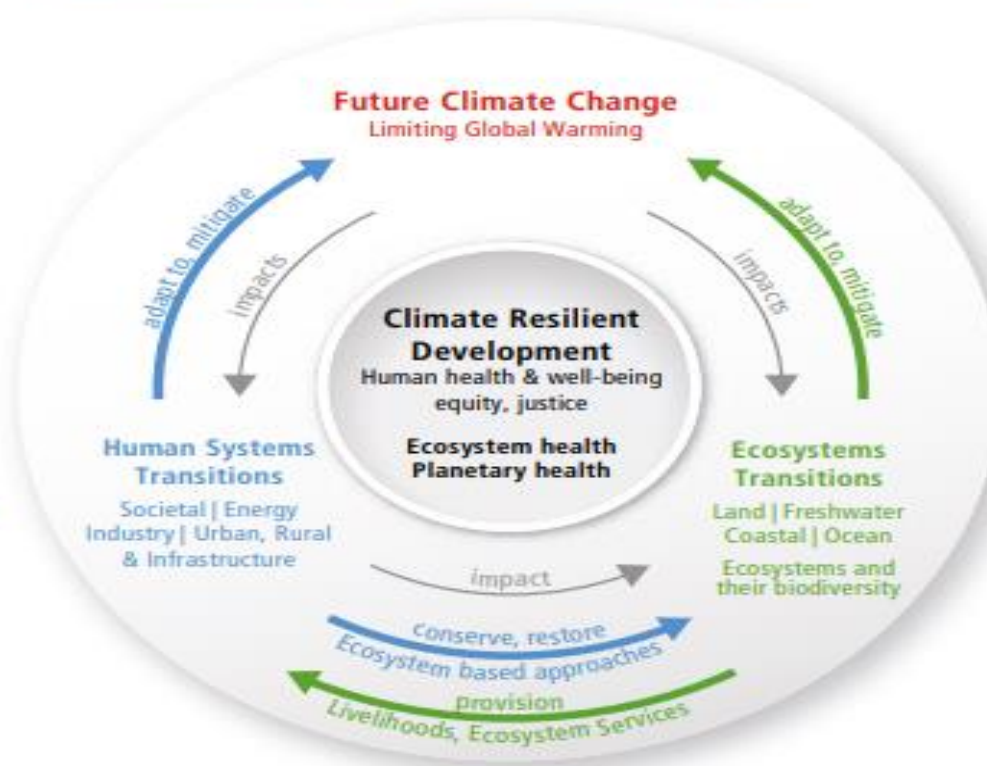 Future Climate Change
Limiting Global Warming
adapt to, mitigate
impacts
impacts
adapt to, mitigate
Climate Resilient
Development
Human health & well-being
equity, justice
Ecosystem health
Planetary health
Human Systems
Transitions
Societal | Energy
Industry | Urban, Rural
& Infrastructure
Ecosystems
Transitions
Land | Freshwater
Coastal | Ocean
Ecosystems and
their biodiversity
impact
conserve, restore
Ecosystem based approaches
provision
Livelihoods, Ecosystem Services